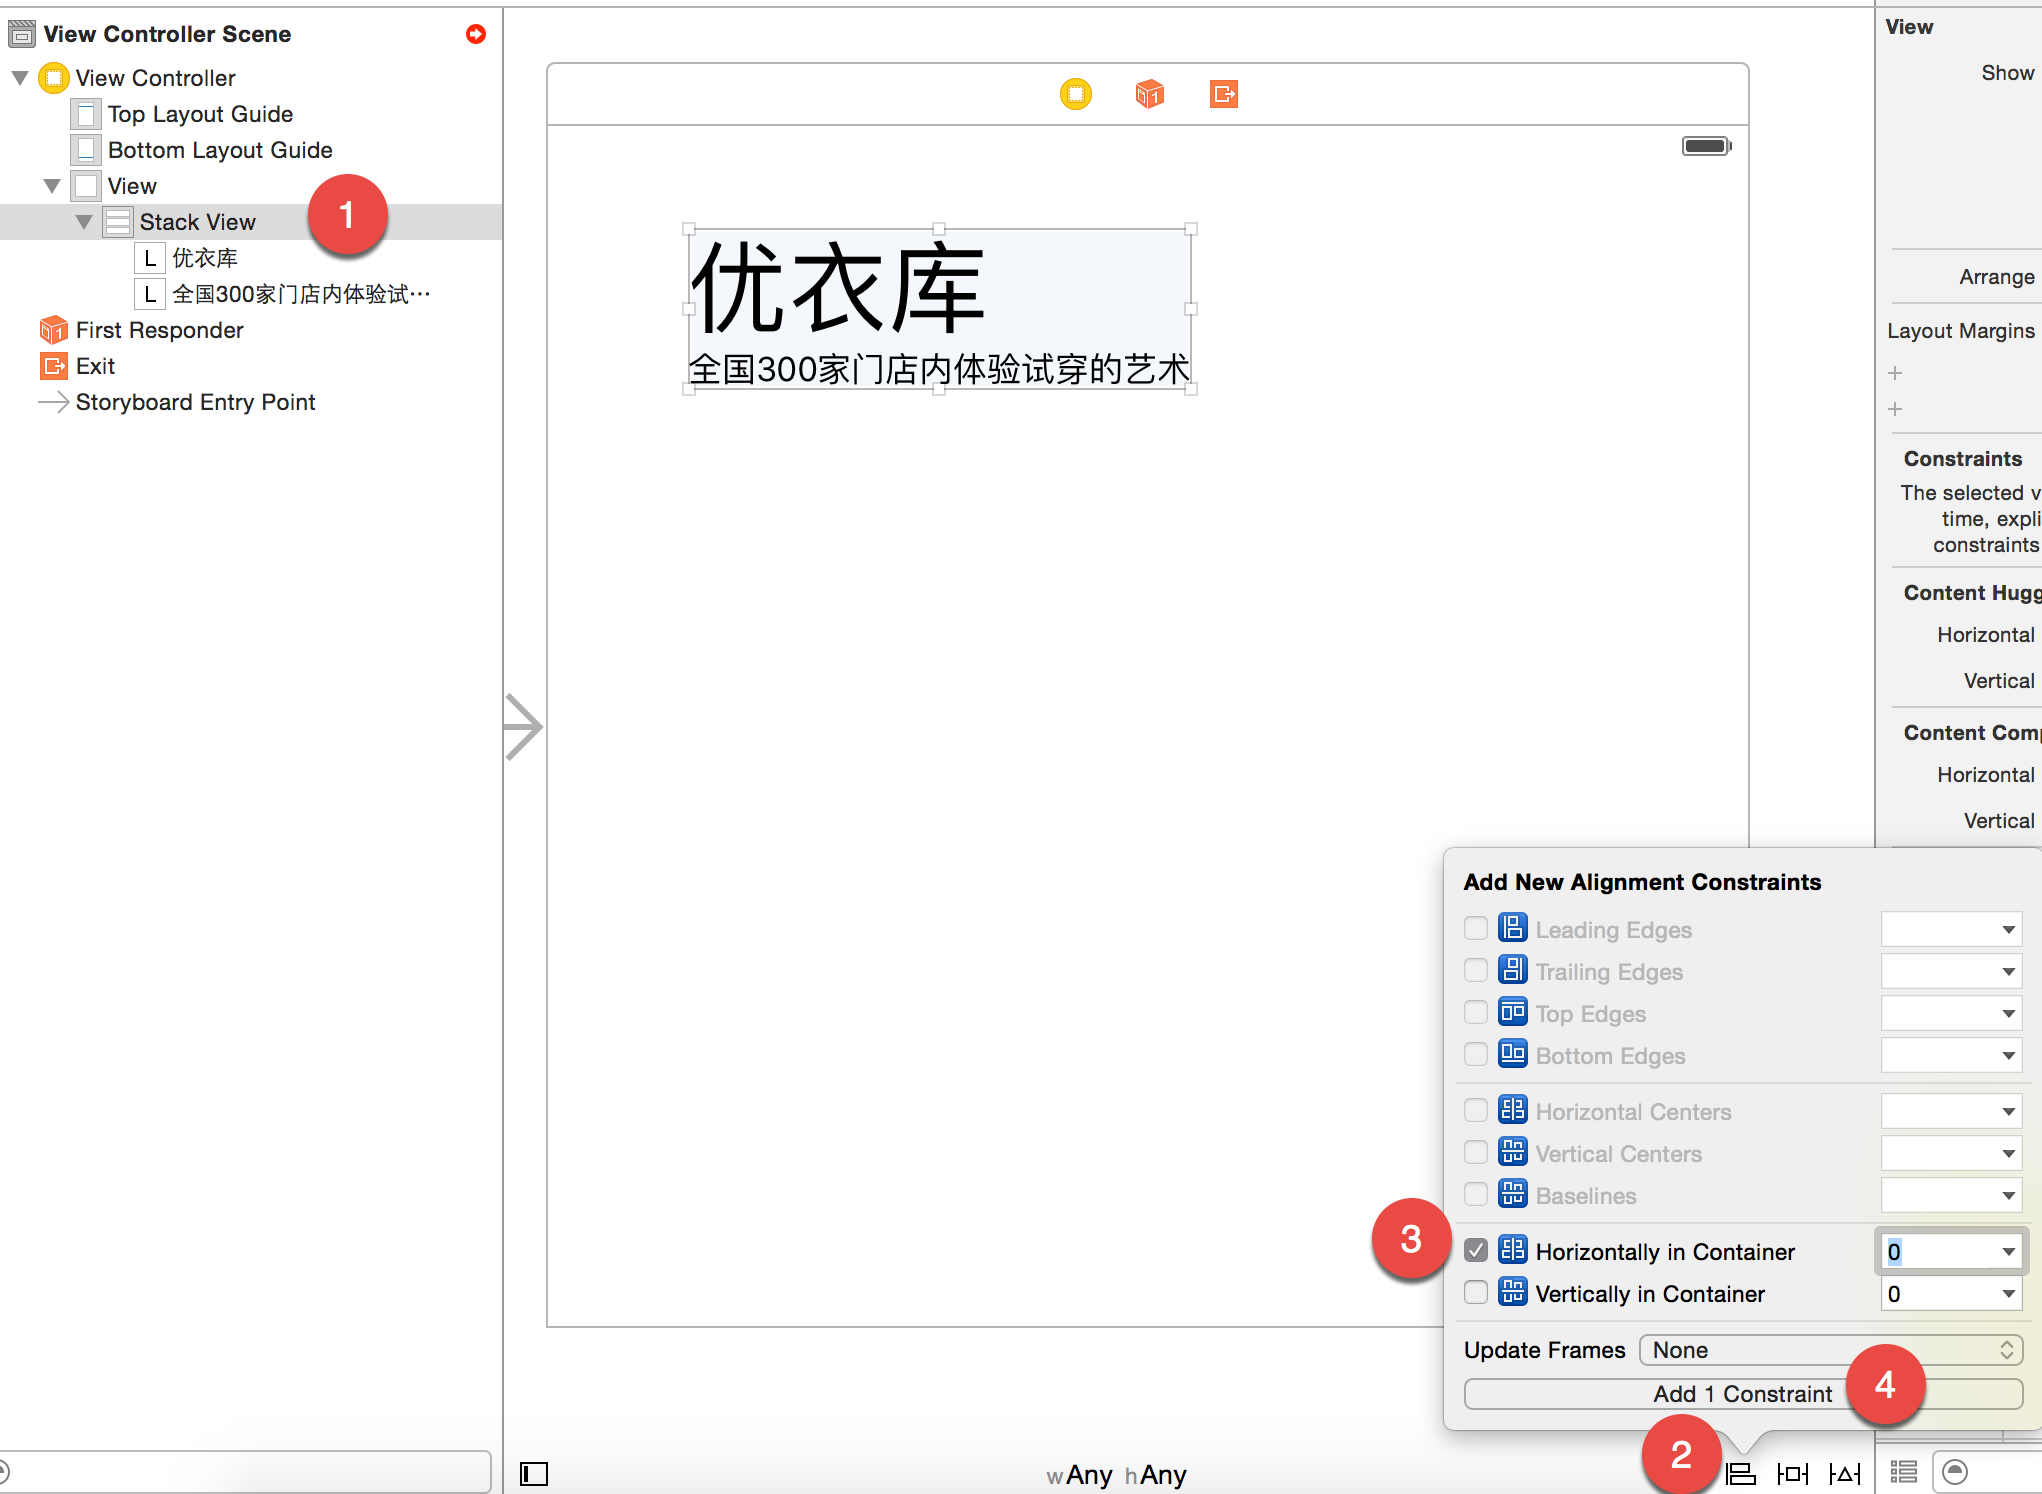 View Controller Scene
View Controller
Top Layout Guide
Bottom Layout Guide
View
Stack View
1
L 优衣库
L 全国300家门店内体验试…
First Responder
Exit
Storyboard Entry Point
优衣库
全国300家门店内体验试穿的艺术
wAny hAny
View
Show
Arrange
Layout Margins
Constraints
The selected v
time, expli
constraints
Content Hugg
Horizontal
Vertical
Content Com
Horizontal
Vertical
Add New Alignment Constraints
Leading Edges
Trailing Edges
Top Edges
Bottom Edges
Horizontal Centers
Vertical Centers
Baselines
3
Horizontally in Container 0
Vertically in Container 0
Update Frames None
Add 1 Constraint
4
2